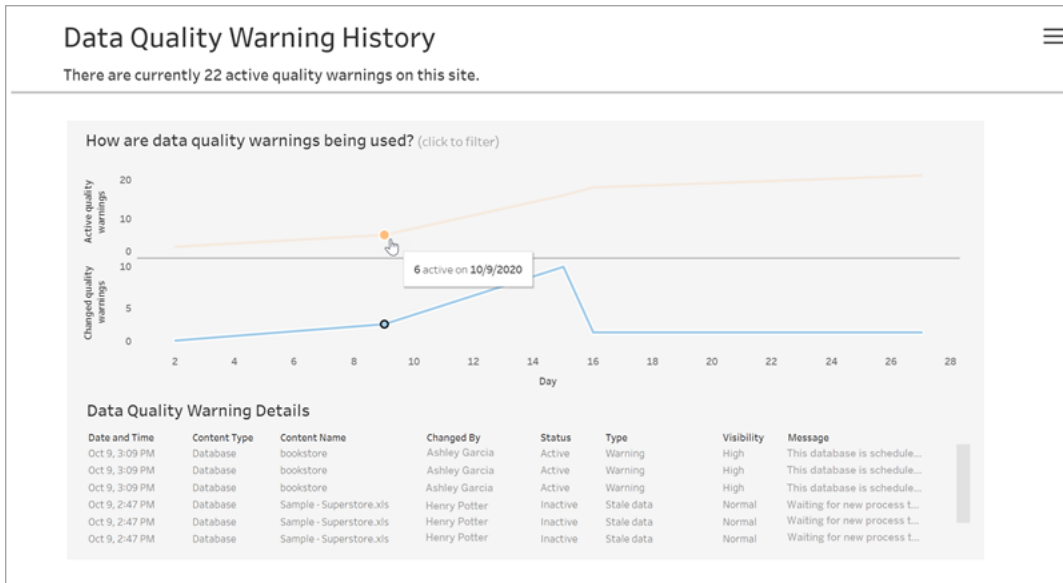 Data Quality Warning History
There are currently 22 active quality warnings on this site.
How are data quality warnings being used? (click to filter)
Active quality
warnings
20
10
0
6 active on 10/9/2020
Changed quality
warnings
10
5
0
2 4 6 8 10 12 14 16 18 20 22 24 26 28
Day
Data Quality Warning Details
Date and Time Content Type Content Name Changed By Status Type Visibility Message
Oct 9, 3:09 PM Database bookstore Ashley Garcia Active Warning High This database is schedule...
Oct 9, 3:09 PM Database bookstore Ashley Garcia Active Warning High This database is schedule...
Oct 9, 3:09 PM Database bookstore Ashley Garcia Active Warning High This database is schedule...
Oct 9, 2:47 PM Database Sample - Superstore.xls Henry Potter Inactive Stale data Normal Waiting for new process t...
Oct 9, 2:47 PM Database Sample - Superstore.xls Henry Potter Inactive Stale data Normal Waiting for new process t...
Oct 9, 2:47 PM Database Sample - Superstore.xls Henry Potter Inactive Stale data Normal Waiting for new process t...